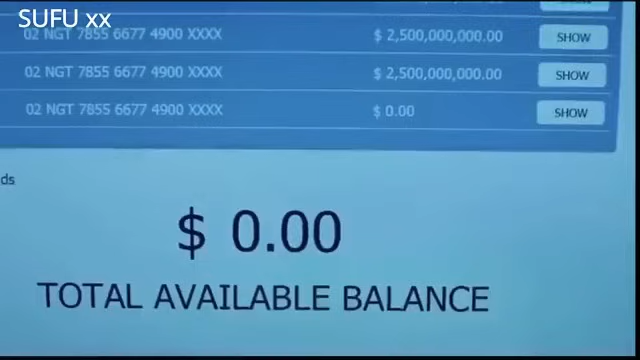 SUFU xx
02 NGT 7855 6677 4900 XXXX $ 2,500,000,000.00 SHOW
02 NGT 7855 6677 4900 XXXX $ 2,500,000,000.00 SHOW
02 NGT 7855 6677 4900 XXXX $ 0.00 SHOW
ds
$ 0.00
TOTAL AVAILABLE BALANCE